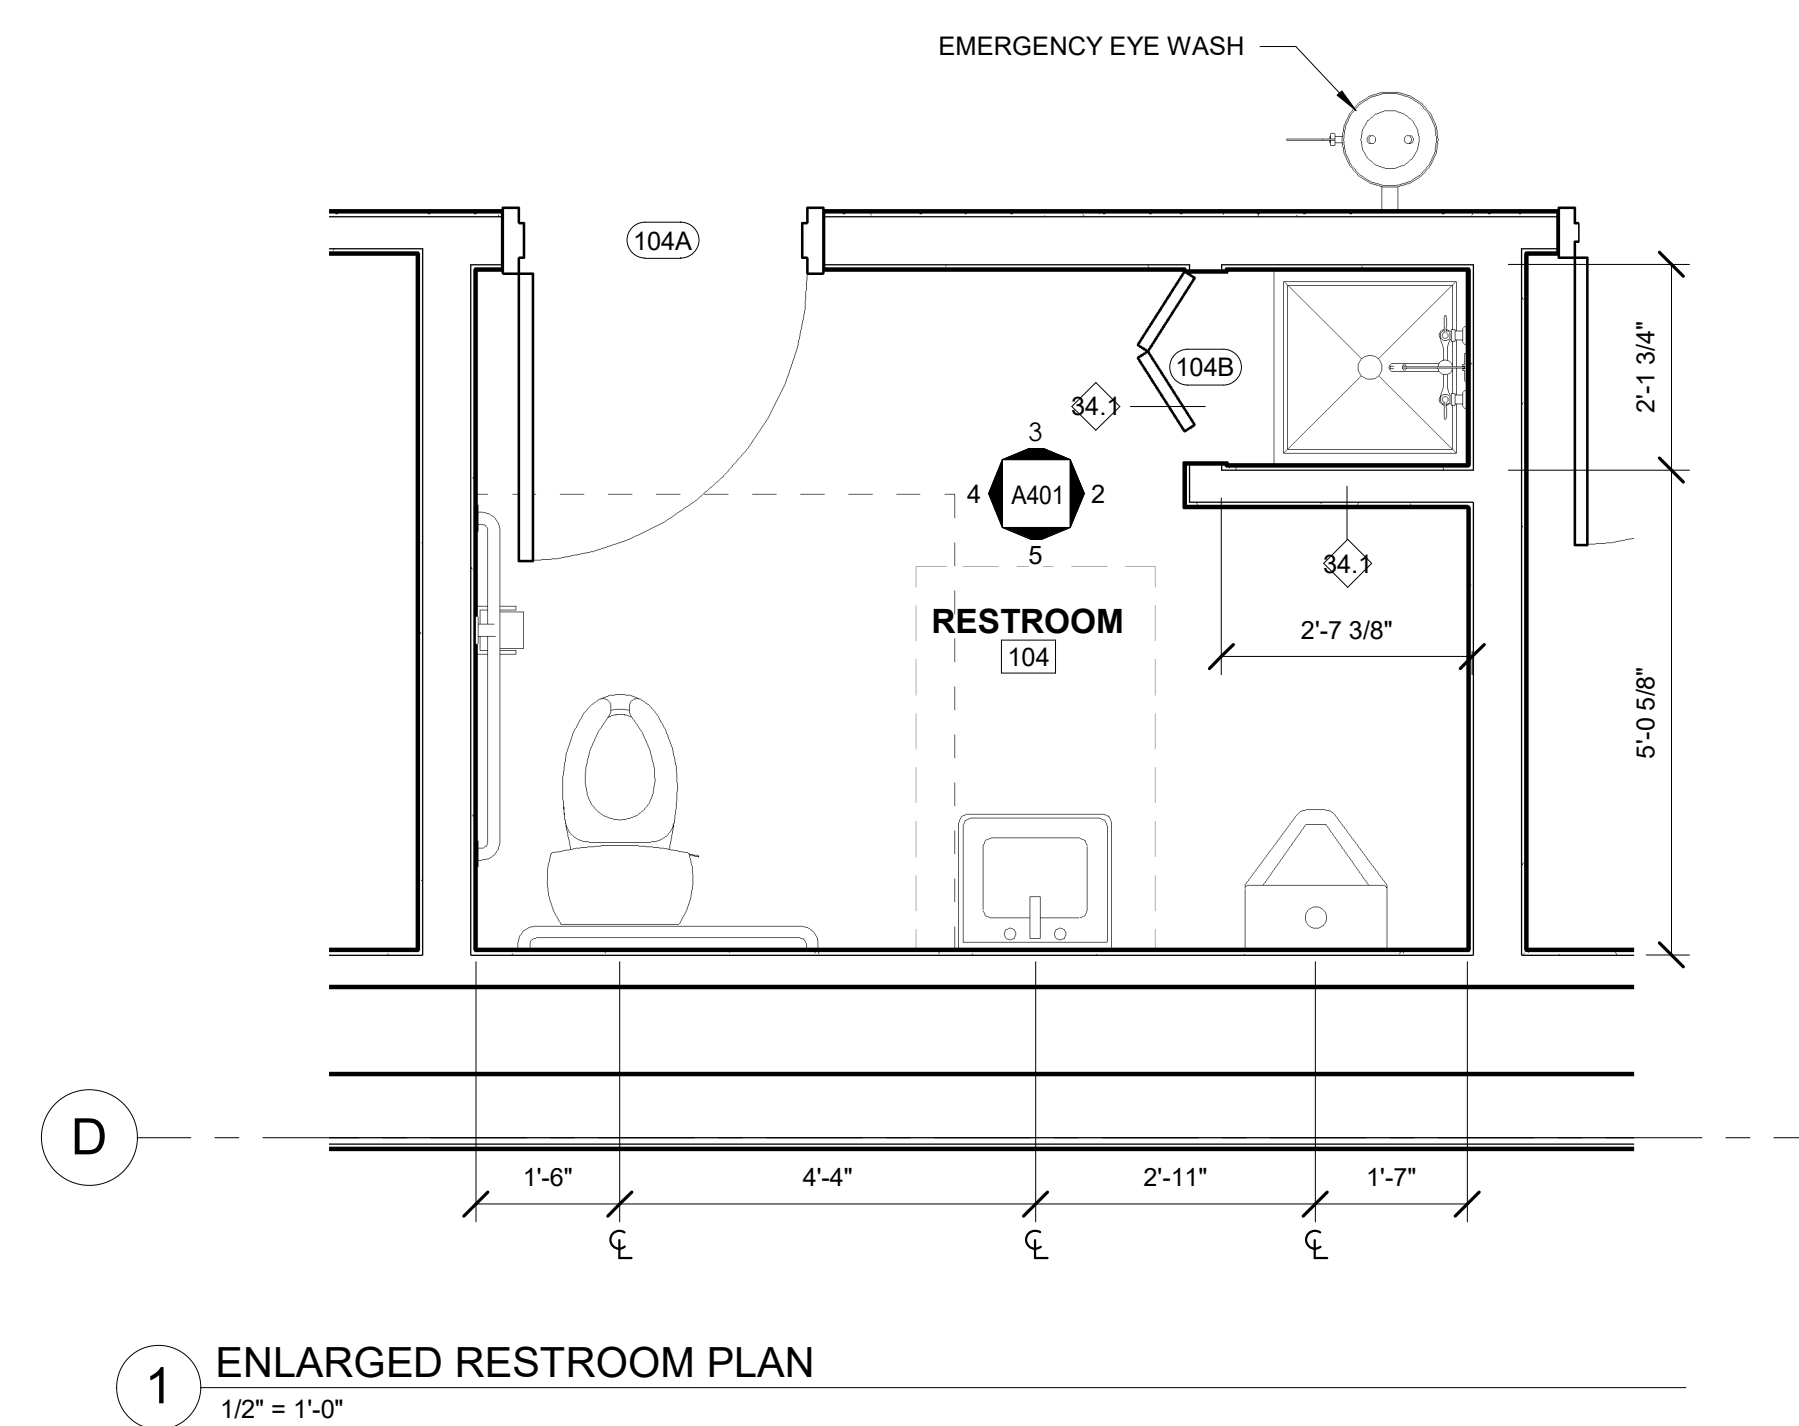 EMERGENCY EYE WASH
104A
104B
34.1
3
4 A401 2
5
34.1
RESTROOM
104
2'-7 3/8"
2'-1 3/4"
5'-0 5/8"
D
1'-6" 4'-4" 2'-11" 1'-7"
℄ ℄ ℄
1 ENLARGED RESTROOM PLAN
1/2" = 1'-0"